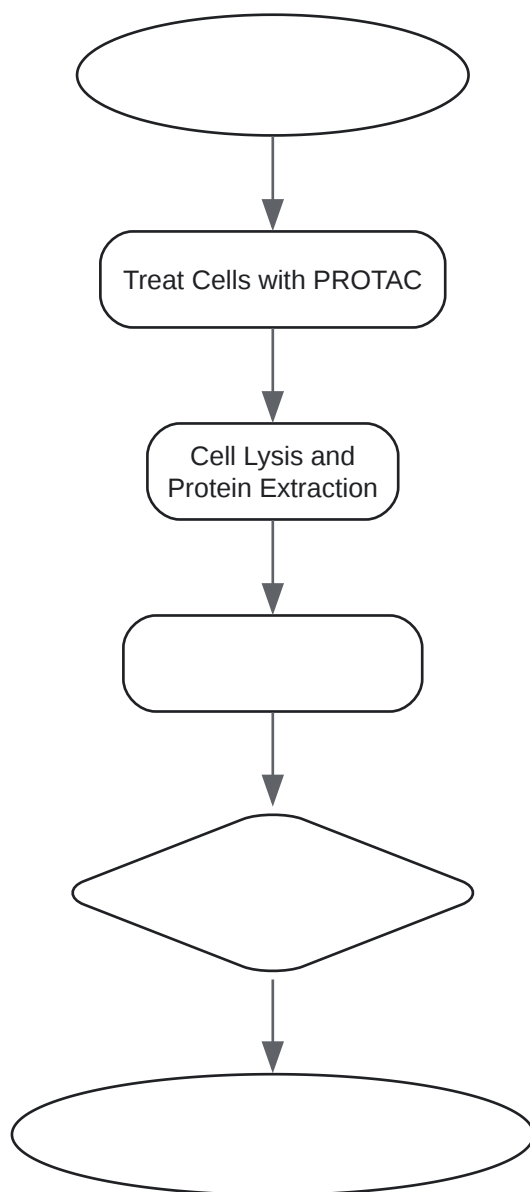 Treat Cells with PROTAC
Cell Lysis and
Protein Extraction